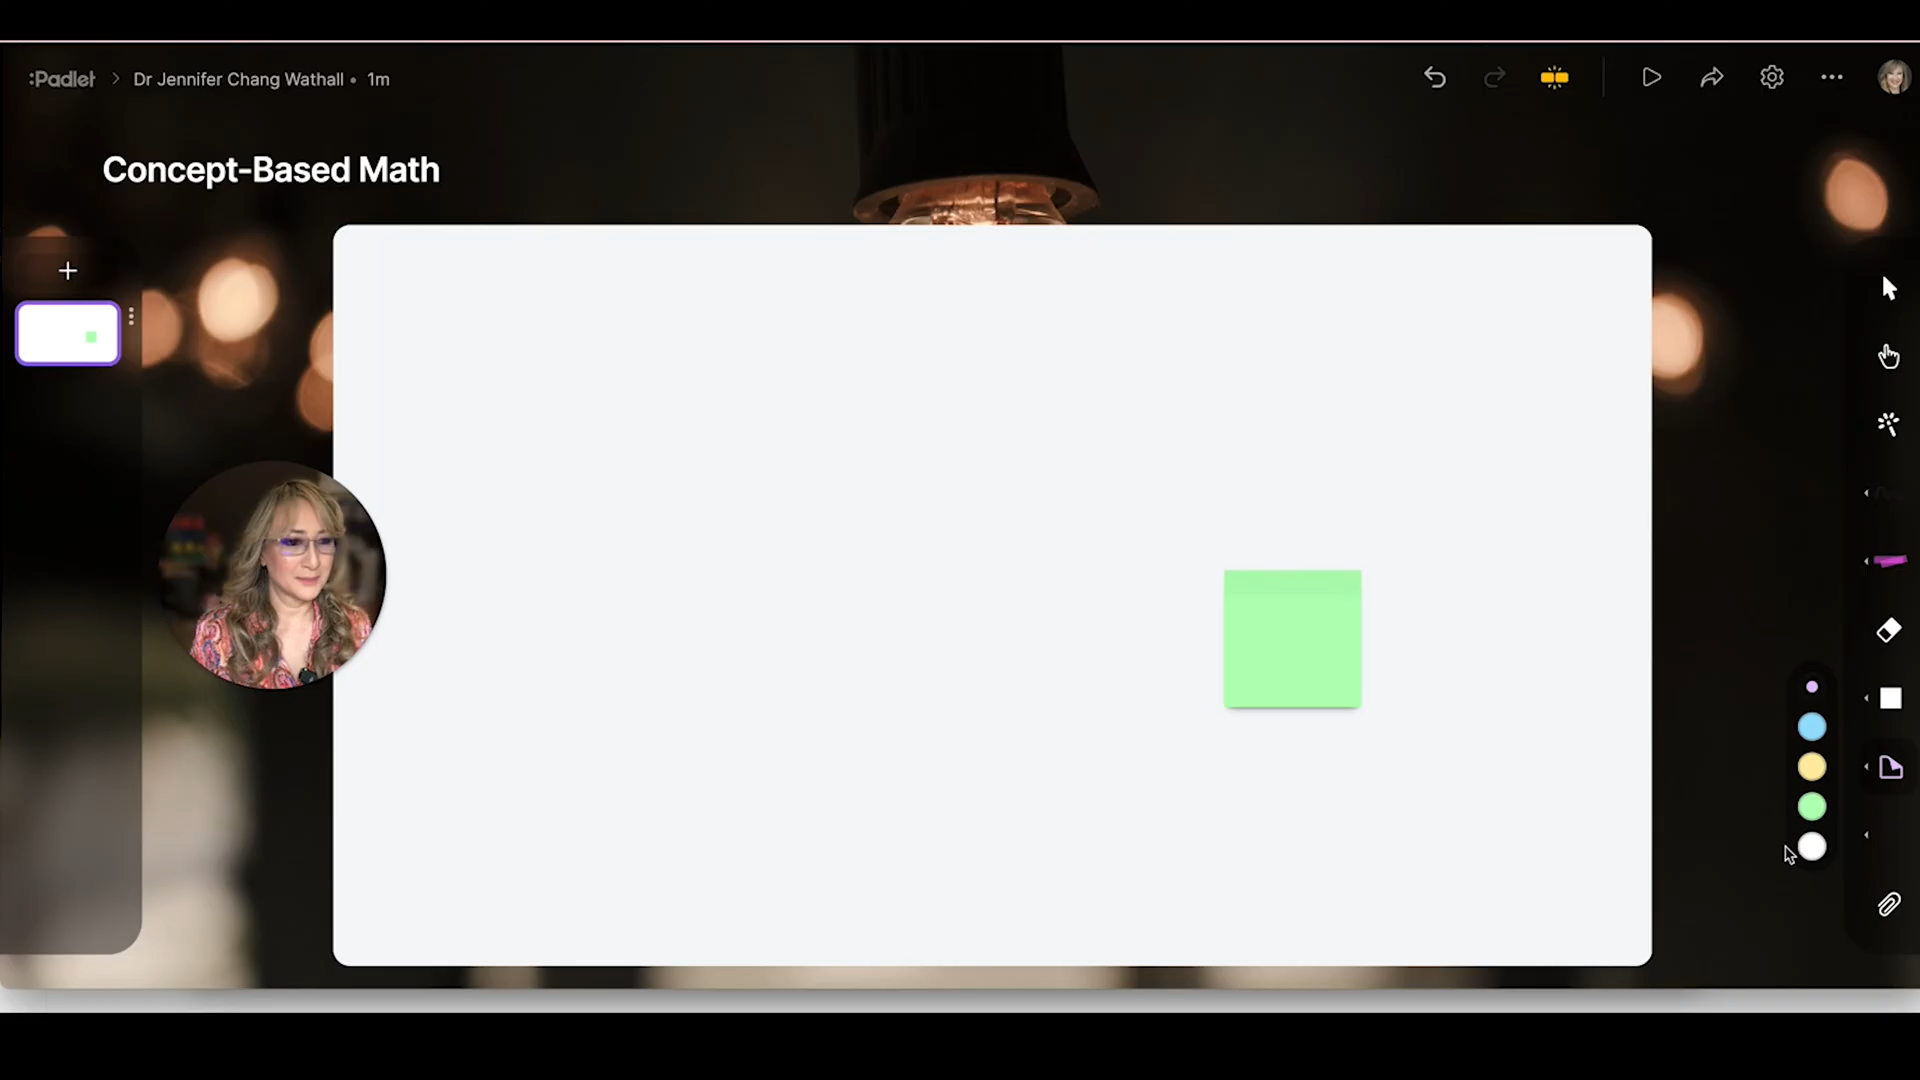 :Padlet > Dr Jennifer Chang Wathall • 1m
Concept-Based Math